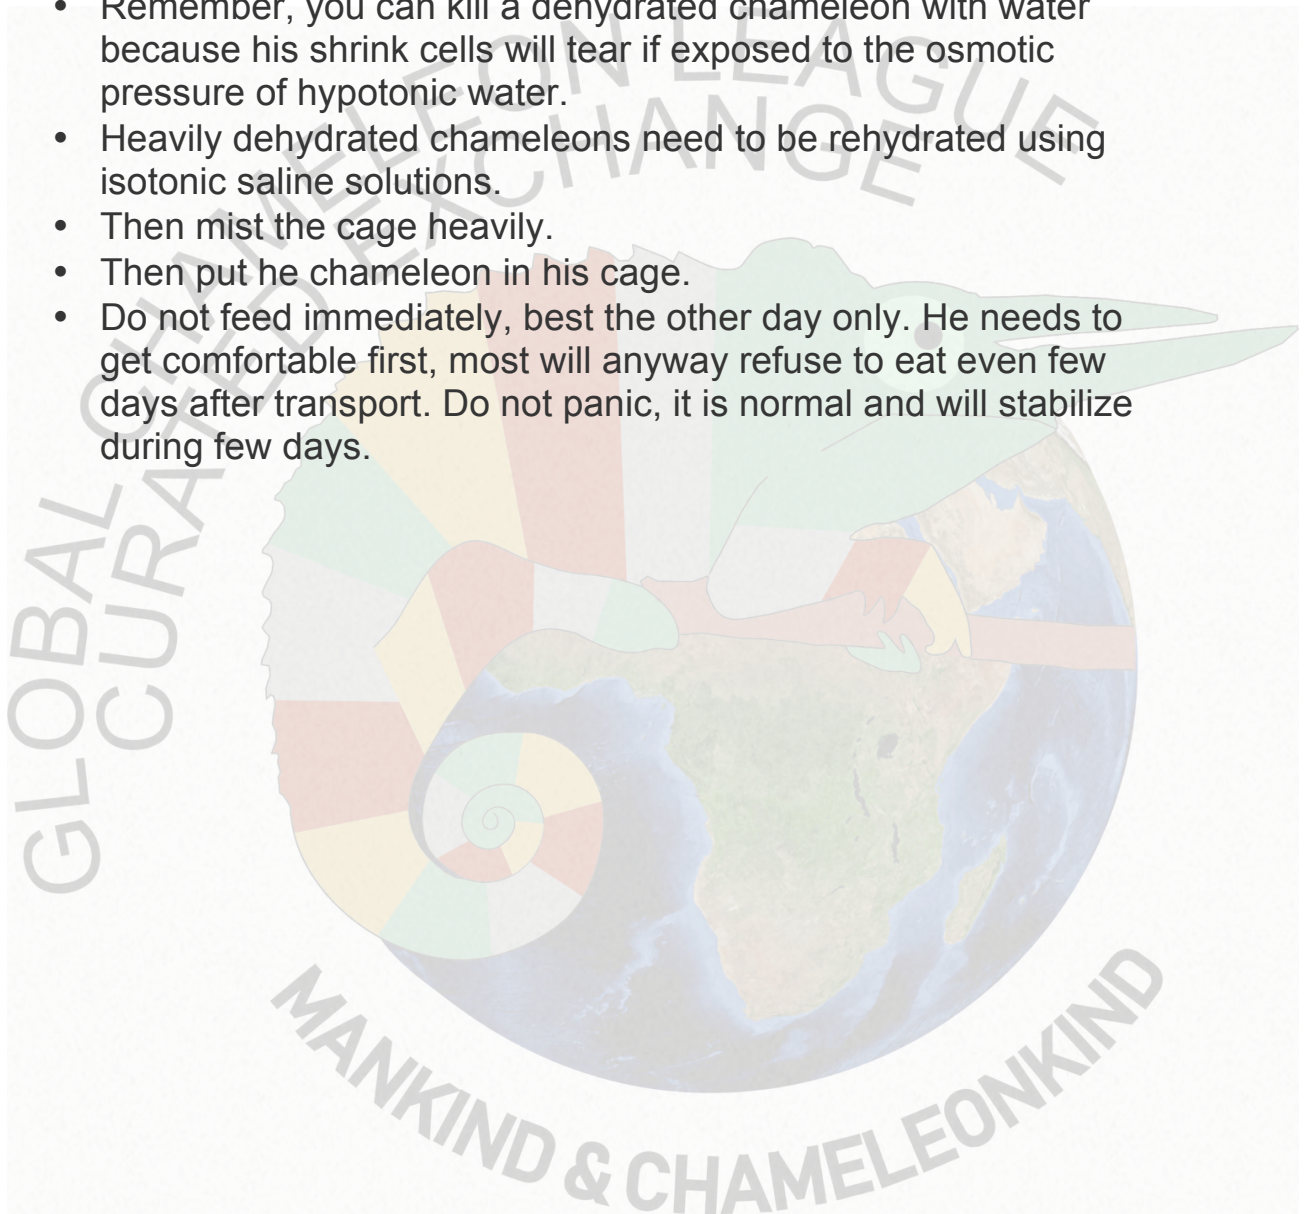 • Remember, you can kill a dehydrated chameleon with water
because his shrink cells will tear if exposed to the osmotic
pressure of hypotonic water.
• Heavily dehydrated chameleons need to be rehydrated using
isotonic saline solutions.
• Then mist the cage heavily.
• Then put he chameleon in his cage.
• Do not feed immediately, best the other day only. He needs to
get comfortable first, most will anyway refuse to eat even few
days after transport. Do not panic, it is normal and will stabilize
during few days.
GLOBAL CHAMELEON LEAGUE
CURATED EXCHANGE
MANKIND & CHAMELEONKIND